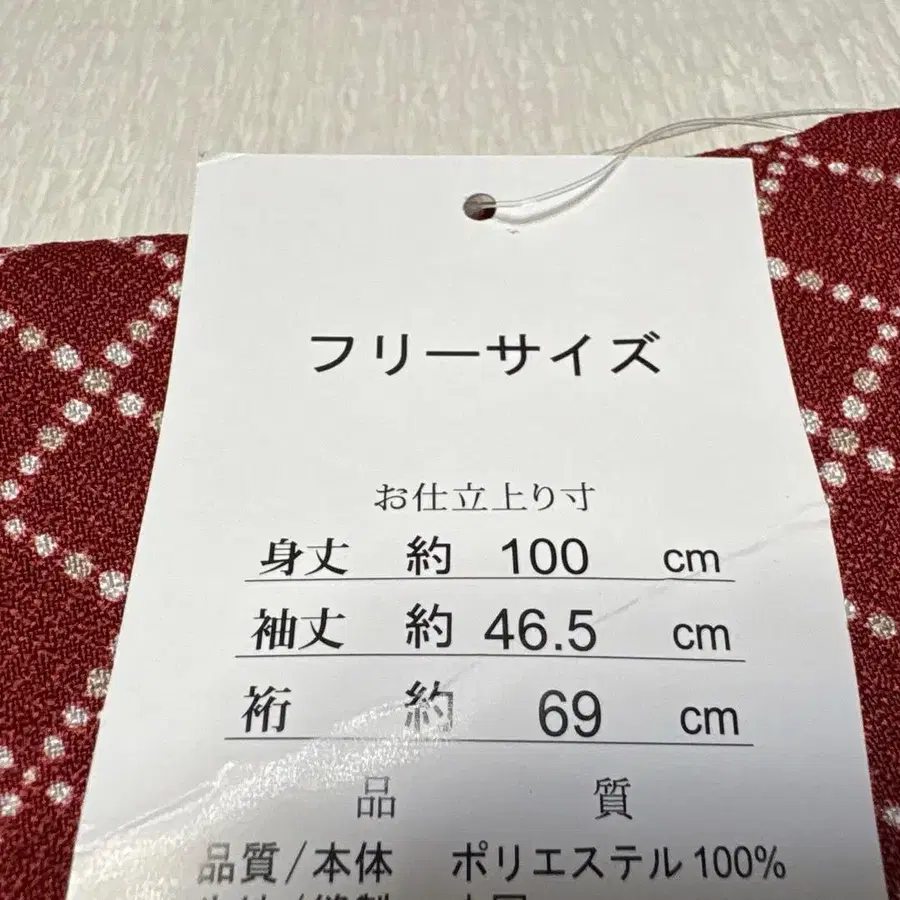 フリーサイズ
お仕立上り寸
身丈 約 100 cm
袖丈 約 46.5 cm
裄 約 69 cm
品 質
品質/本体 ポリエステル100%